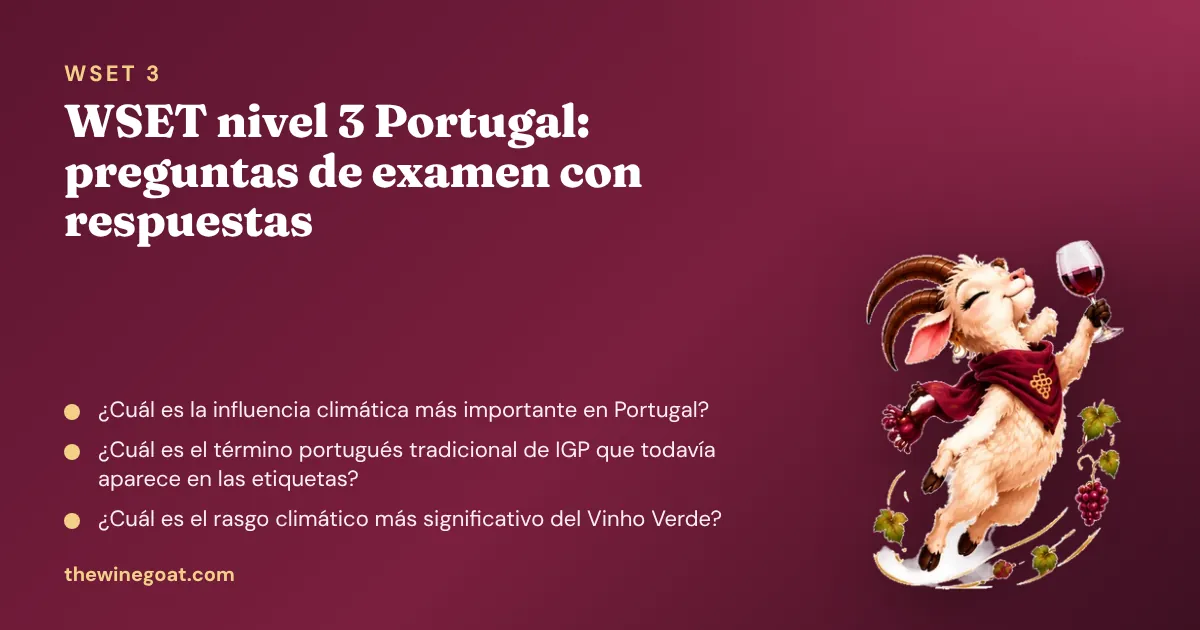 WSET 3
WSET nivel 3 Portugal:
preguntas de examen con
respuestas
¿Cuál es la influencia climática más importante en Portugal?
¿Cuál es el término portugués tradicional de IGP que todavía
aparece en las etiquetas?
¿Cuál es el rasgo climático más significativo del Vinho Verde?
thewinegoat.com